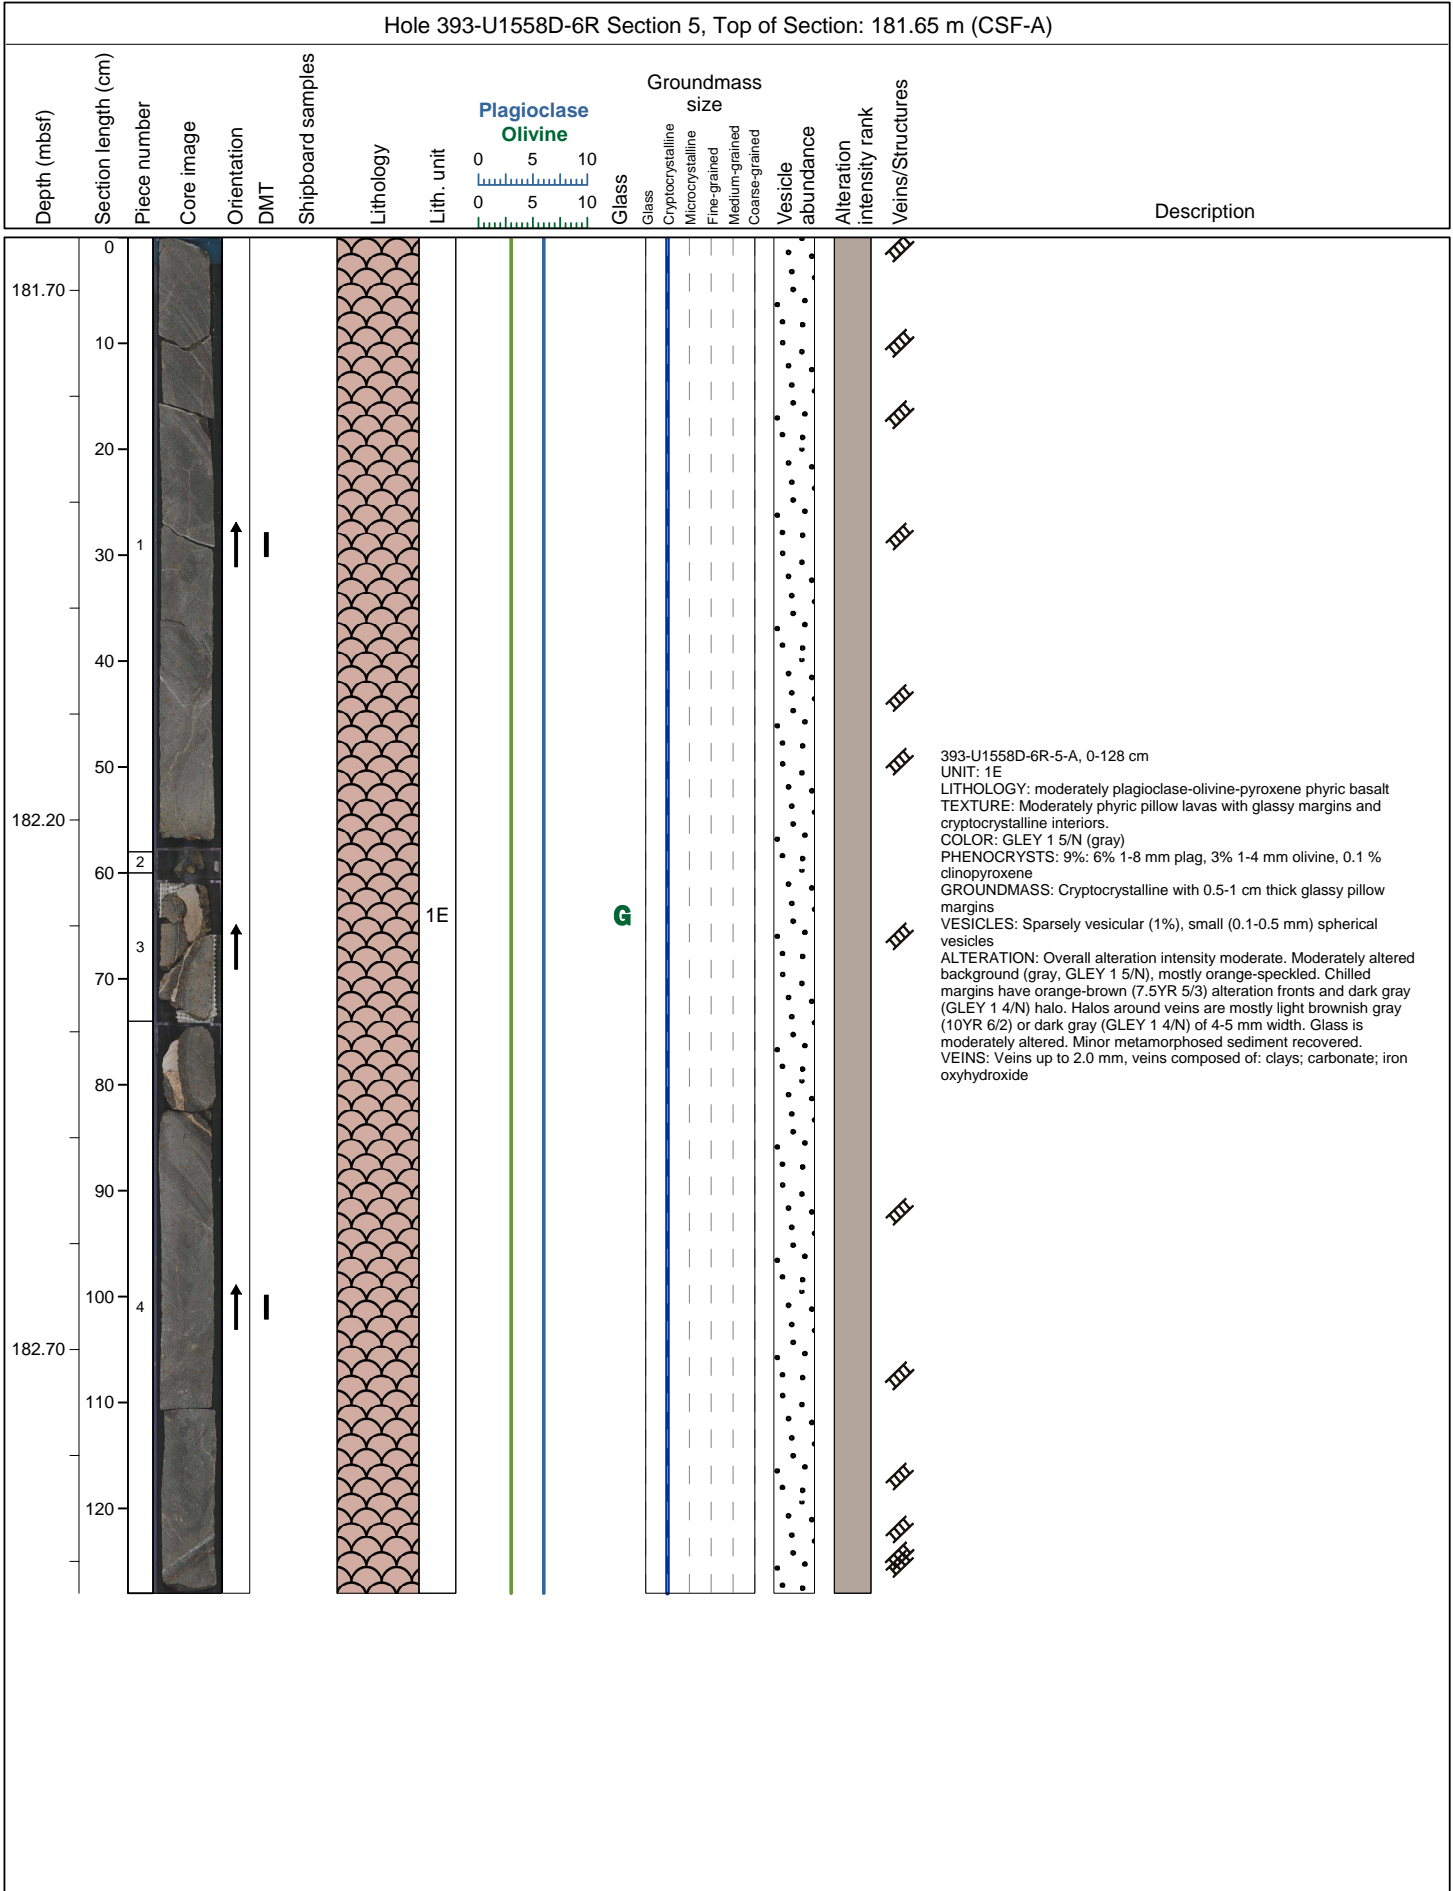 Hole 393-U1558D-6R Section 5, Top of Section: 181.65 m (CSF-A)
Depth (mbsf)
Section length (cm)
Piece number
Core image
Orientation
DMT
Shipboard samples
Lithology
Lith. unit
Plagioclase
Olivine
0 5 10
0 5 10
Glass
Groundmass
size
Glass
Cryptocrystalline
Microcrystalline
Fine-grained
Medium-grained
Coarse-grained
Vesicle
abundance
Alteration
intensity rank
Veins/Structures
Description
0
181.70
10
20
30
1
40
50
182.20
2
60
3
70
80
90
100
4
182.70
110
120
1E
G
393-U1558D-6R-5-A, 0-128 cm
UNIT: 1E
LITHOLOGY: moderately plagioclase-olivine-pyroxene phyric basalt
TEXTURE: Moderately phyric pillow lavas with glassy margins and
cryptocrystalline interiors.
COLOR: GLEY 1 5/N (gray)
PHENOCRYSTS: 9%: 6% 1-8 mm plag, 3% 1-4 mm olivine, 0.1 %
clinopyroxene
GROUNDMASS: Cryptocrystalline with 0.5-1 cm thick glassy pillow
margins
VESICLES: Sparsely vesicular (1%), small (0.1-0.5 mm) spherical
vesicles
ALTERATION: Overall alteration intensity moderate. Moderately altered
background (gray, GLEY 1 5/N), mostly orange-speckled. Chilled
margins have orange-brown (7.5YR 5/3) alteration fronts and dark gray
(GLEY 1 4/N) halo. Halos around veins are mostly light brownish gray
(10YR 6/2) or dark gray (GLEY 1 4/N) of 4-5 mm width. Glass is
moderately altered. Minor metamorphosed sediment recovered.
VEINS: Veins up to 2.0 mm, veins composed of: clays; carbonate; iron
oxyhydroxide